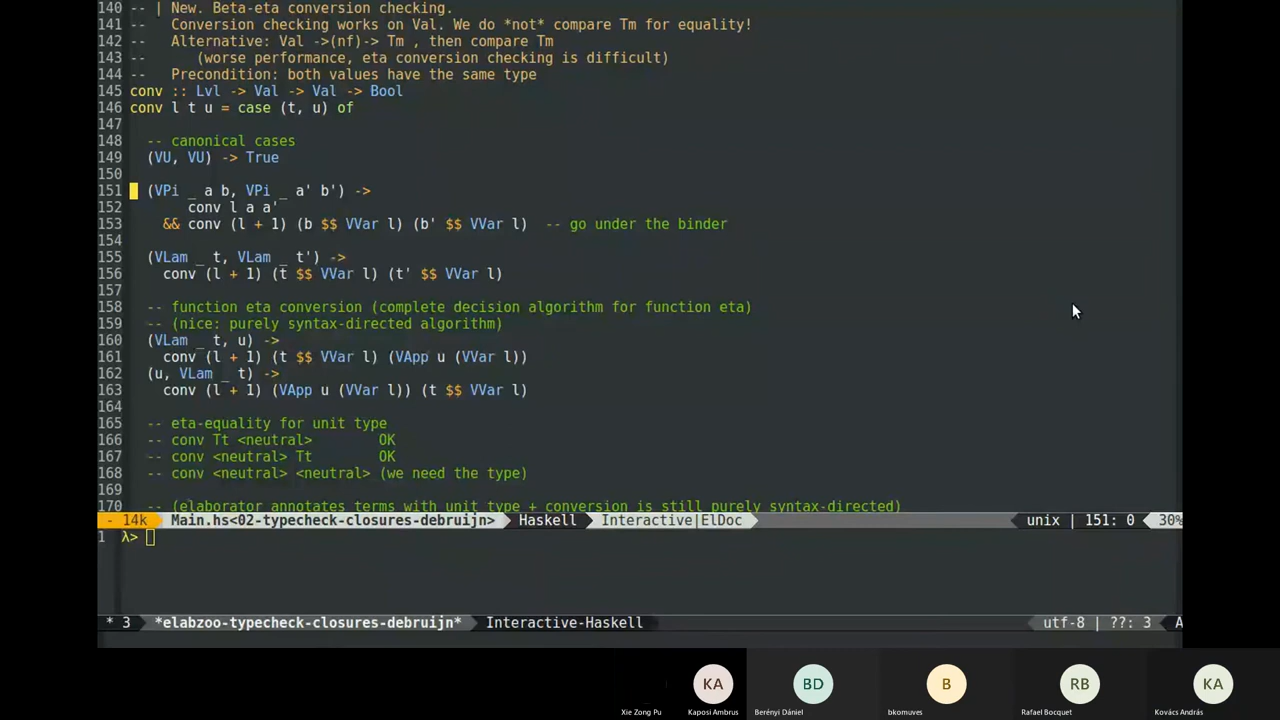 140 -- | New. Beta-eta conversion checking.
141 --   Conversion checking works on Val. We do *not* compare Tm for equality!
142 --   Alternative: Val ->(nf)-> Tm , then compare Tm
143 --      (worse performance, eta conversion checking is difficult)
144 --   Precondition: both values have the same type
145 conv :: Lvl -> Val -> Val -> Bool
146 conv l t u = case (t, u) of
147
148   -- canonical cases
149   (VU, VU) -> True
150
151   (VPi _ a b, VPi _ a' b') ->
152        conv l a a'
153     && conv (l + 1) (b $$ VVar l) (b' $$ VVar l)  -- go under the binder
154
155   (VLam _ t, VLam _ t') ->
156     conv (l + 1) (t $$ VVar l) (t' $$ VVar l)
157
158   -- function eta conversion (complete decision algorithm for function eta)
159   -- (nice: purely syntax-directed algorithm)
160   (VLam _ t, u) ->
161     conv (l + 1) (t $$ VVar l) (VApp u (VVar l))
162   (u, VLam _ t) ->
163     conv (l + 1) (VApp u (VVar l)) (t $$ VVar l)
164
165   -- eta-equality for unit type
166   -- conv Tt <neutral>        OK
167   -- conv <neutral> Tt        OK
168   -- conv <neutral> <neutral> (we need the type)
169
170   -- (elaborator annotates terms with unit type + conversion is still purely syntax-directed)
- 14k Main.hs<02-typecheck-closures-debruijn> Haskell Interactive|ElDoc unix | 151: 0 30%
1 λ>
* 3 *elabzoo-typecheck-closures-debruijn* Interactive-Haskell utf-8 | ??: 3 A
KA BD B RB KA
Xie Zong Pu Kaposi Ambrus Berényi Dániel bkomuves Rafael Bocquet Kovács András